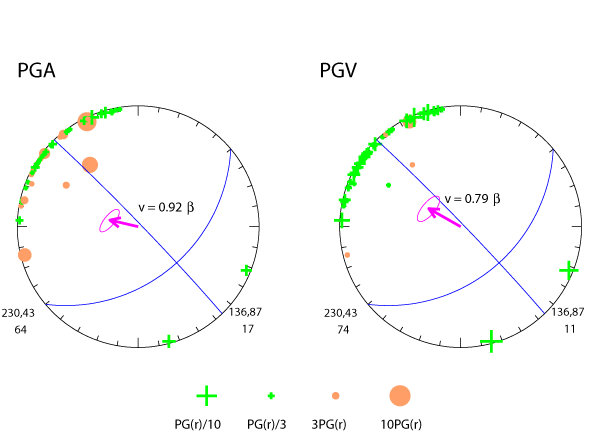 PGA
PGV
v = 0.92 β
v = 0.79 β
230,43
64
136,87
17
230,43
74
136,87
11
PG(r)/10
PG(r)/3
3PG(r)
10PG(r)